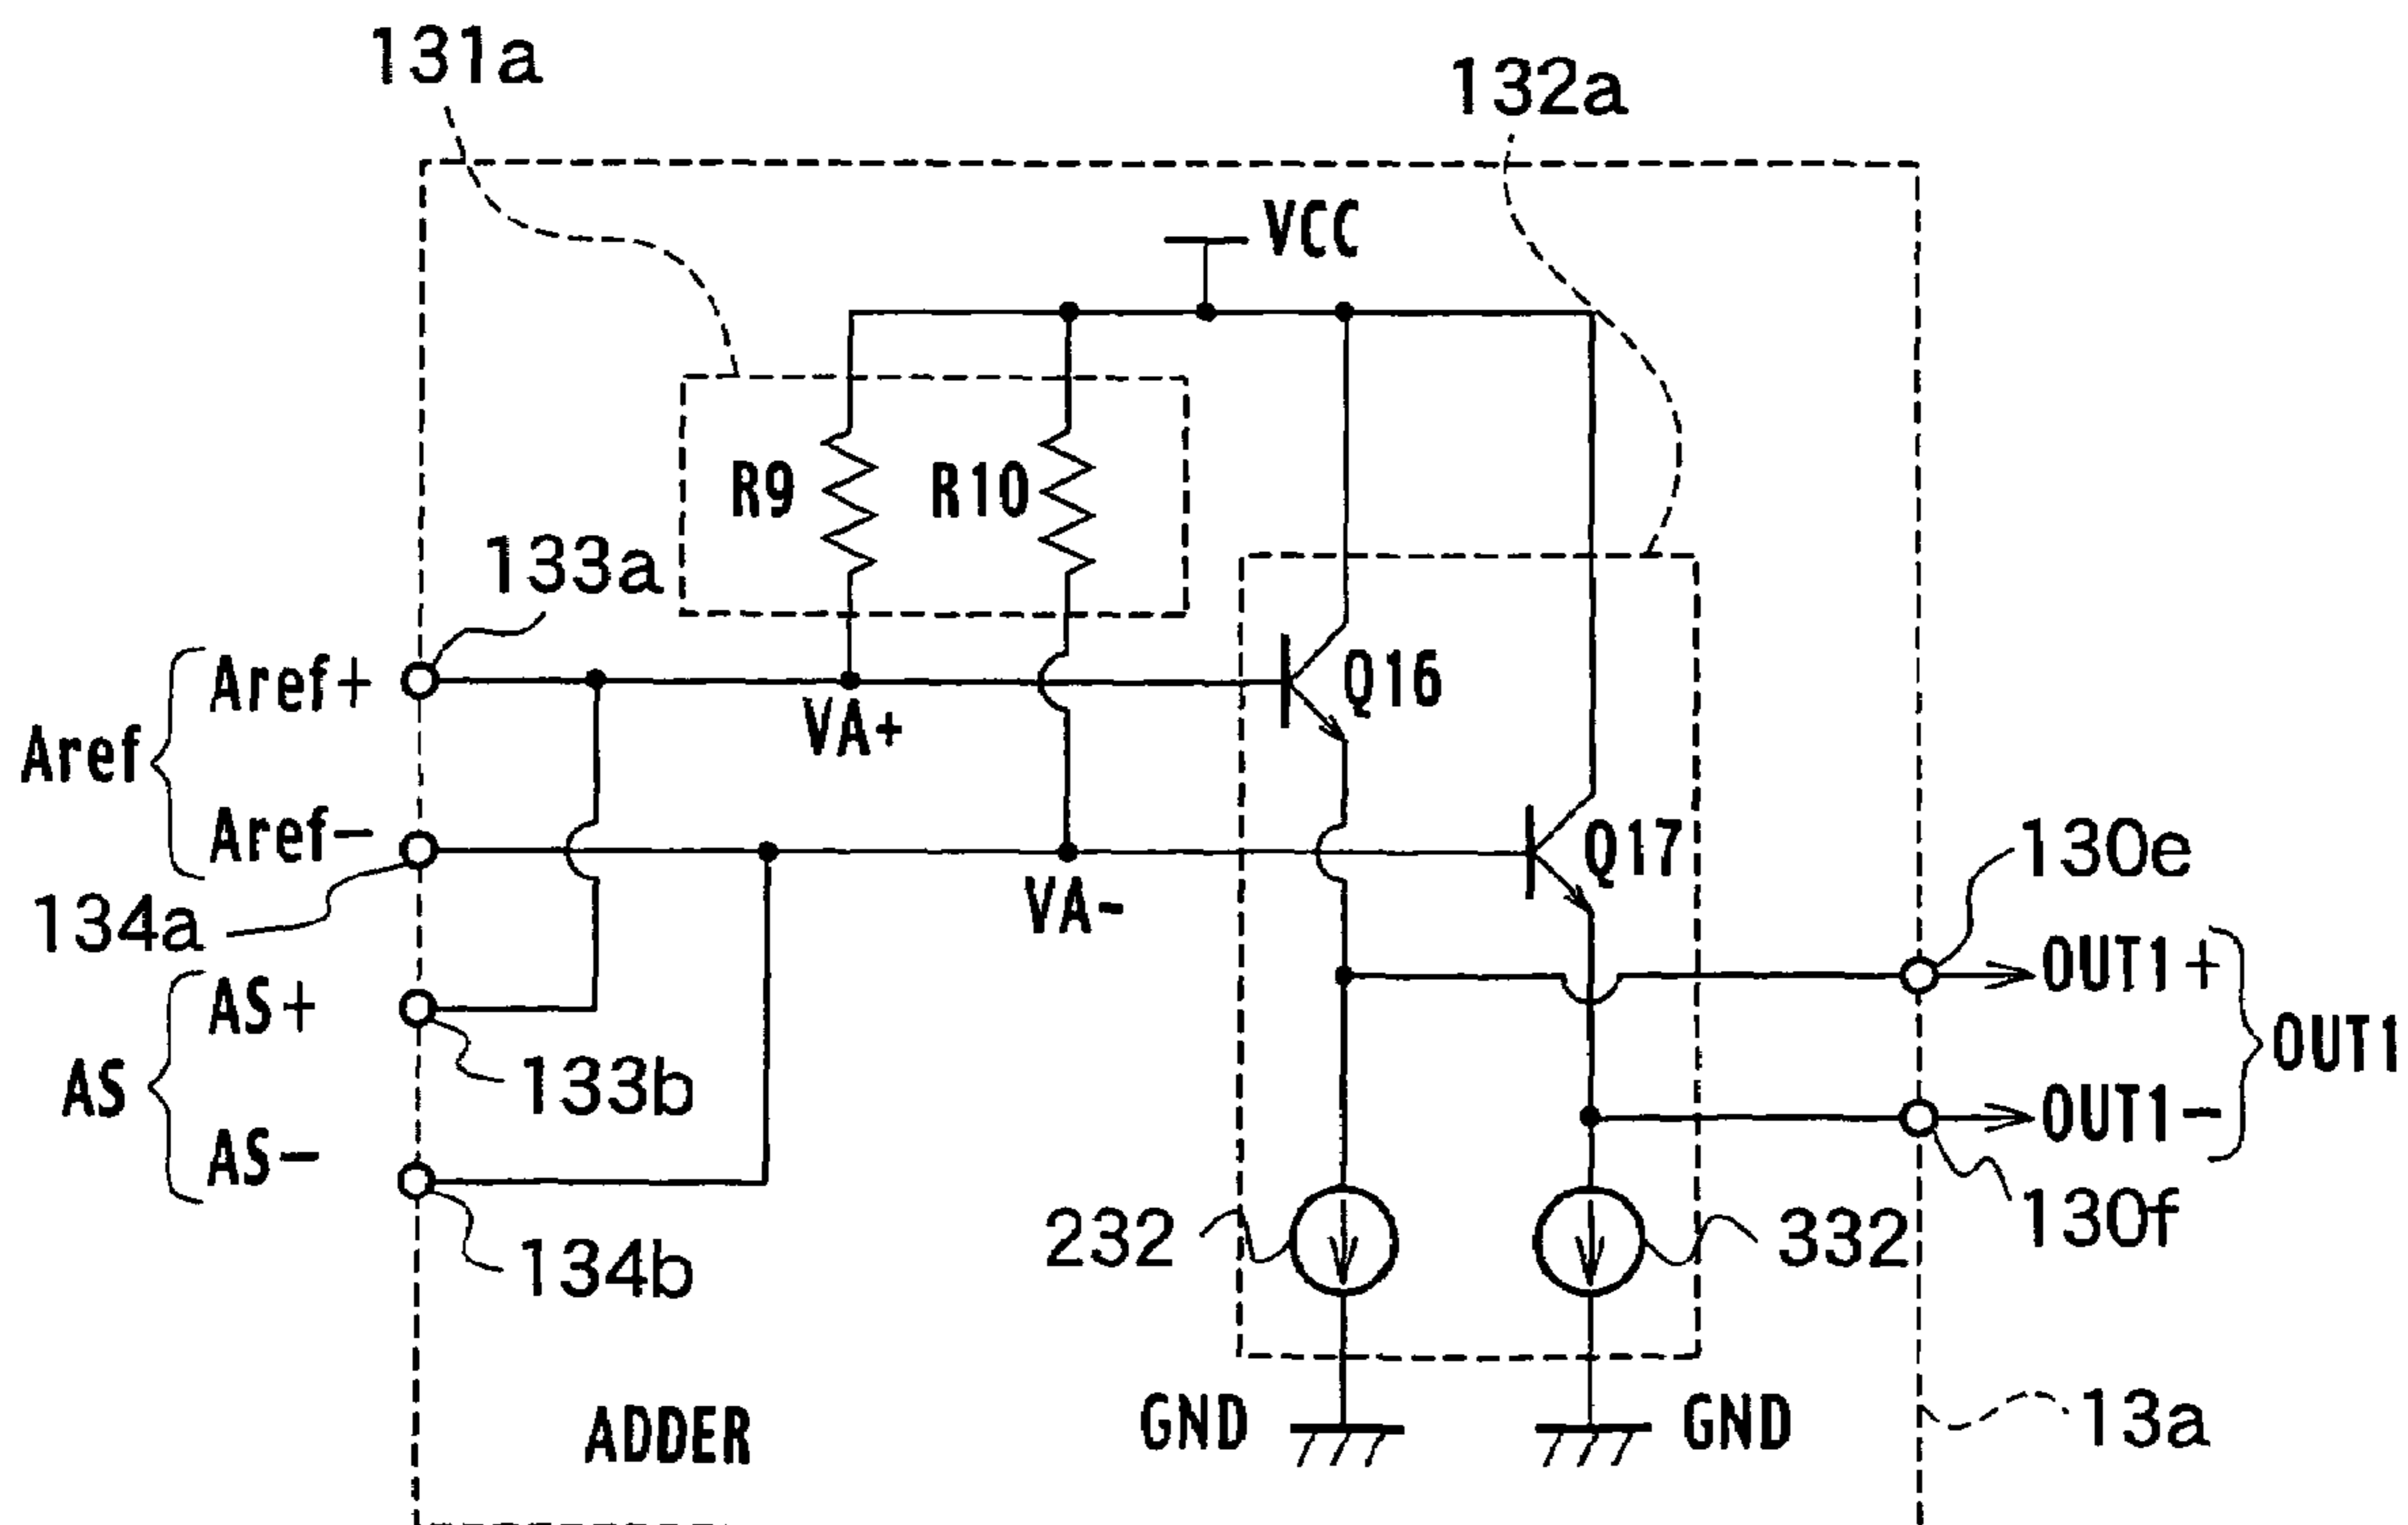 131a
132a
VCC
R9
R10
133a
Aref+
Q16
VA+
Aref
Aref-
Q17
130e
134a
VA-
OUT1+
AS+
OUT1
133b
AS
OUT1-
AS-
130f
232
332
134b
GND
GND
13a
ADDER